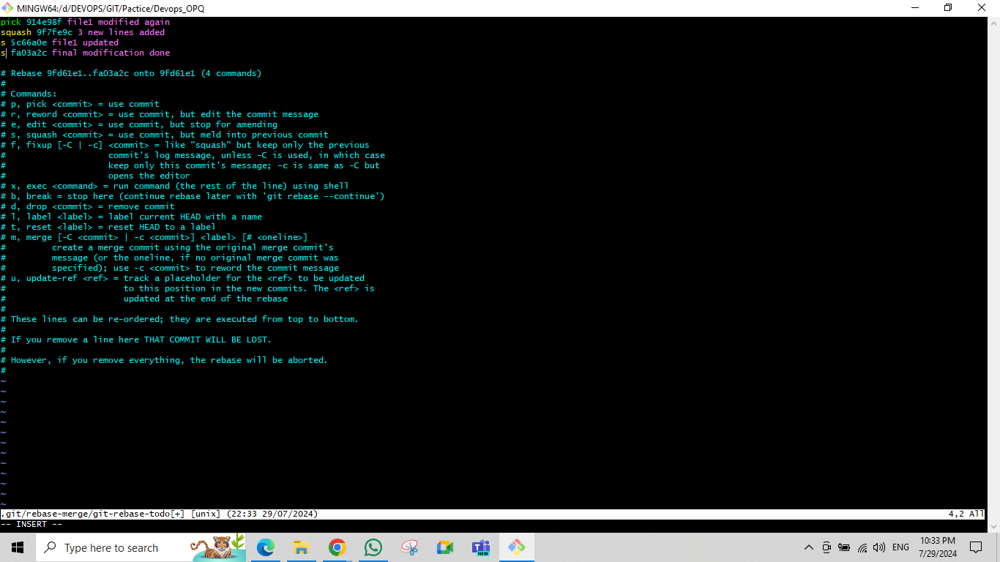 MINGW64:/d/DEVOPS/GIT/Pactice/Devops_OPQ
pick 914e98f file1 modified again
squash 9f7fe9c 3 new lines added
s 5c66a0e file1 updated
s fa03a2c final modification done
# Rebase 9fd61e1..fa03a2c onto 9fd61e1 (4 commands)
#
# Commands:
# p, pick <commit> = use commit
# r, reword <commit> = use commit, but edit the commit message
# e, edit <commit> = use commit, but stop for amending
# s, squash <commit> = use commit, but meld into previous commit
# f, fixup [-C | -c] <commit> = like "squash" but keep only the previous
#                    commit's log message, unless -C is used, in which case
#                    keep only this commit's message; -c is same as -C but
#                    opens the editor
# x, exec <command> = run command (the rest of the line) using shell
# b, break = stop here (continue rebase later with 'git rebase --continue')
# d, drop <commit> = remove commit
# l, label <label> = label current HEAD with a name
# t, reset <label> = reset HEAD to a label
# m, merge [-C <commit> | -c <commit>] <label> [# <oneline>]
#         create a merge commit using the original merge commit's
#         message (or the oneline, if no original merge commit was
#         specified); use -c <commit> to reword the commit message
# u, update-ref <ref> = track a placeholder for the <ref> to be updated
#                       to this position in the new commits. The <ref> is
#                       updated at the end of the rebase
#
# These lines can be re-ordered; they are executed from top to bottom.
#
# If you remove a line here THAT COMMIT WILL BE LOST.
#
# However, if you remove everything, the rebase will be aborted.
#
~
~
~
~
~
~
~
~
~
~
~
~
~
.git/rebase-merge/git-rebase-todo[+] [unix] (22:33 29/07/2024) 4,2 All
-- INSERT --
Type here to search
NEW
ENG
10:33 PM
7/29/2024